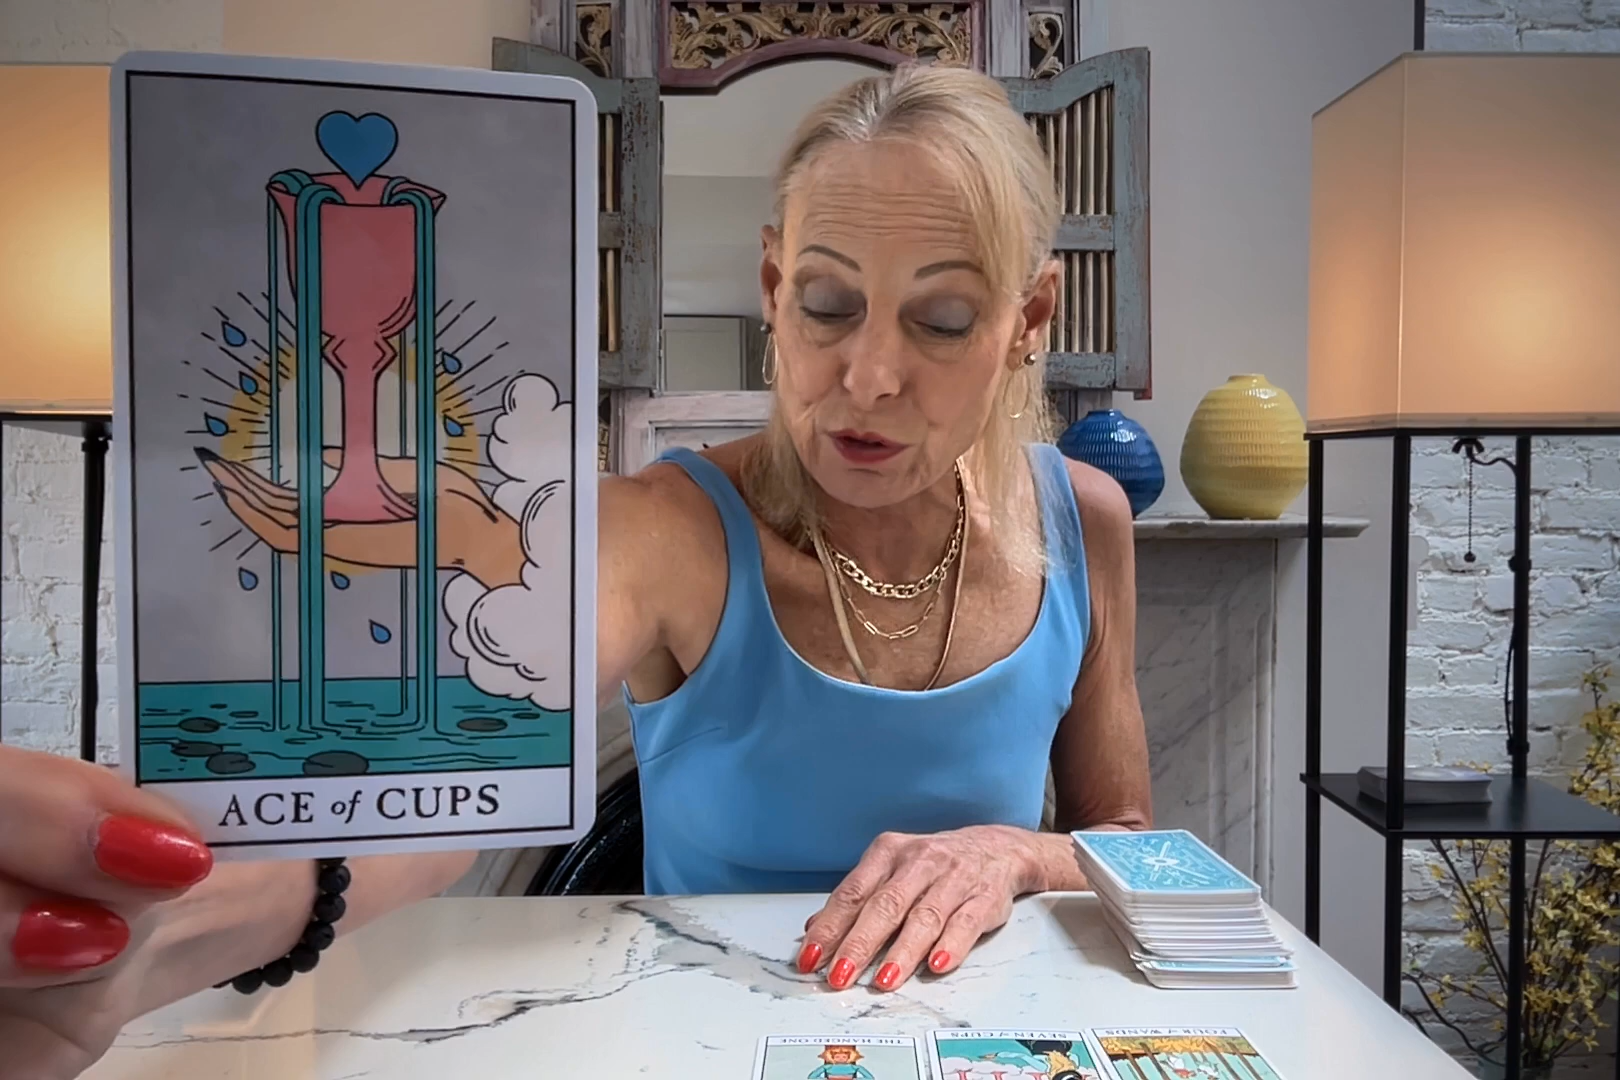 ACE of CUPS
THE HANGED ONE
SEVEN of CUPS
FOUR of WANDS